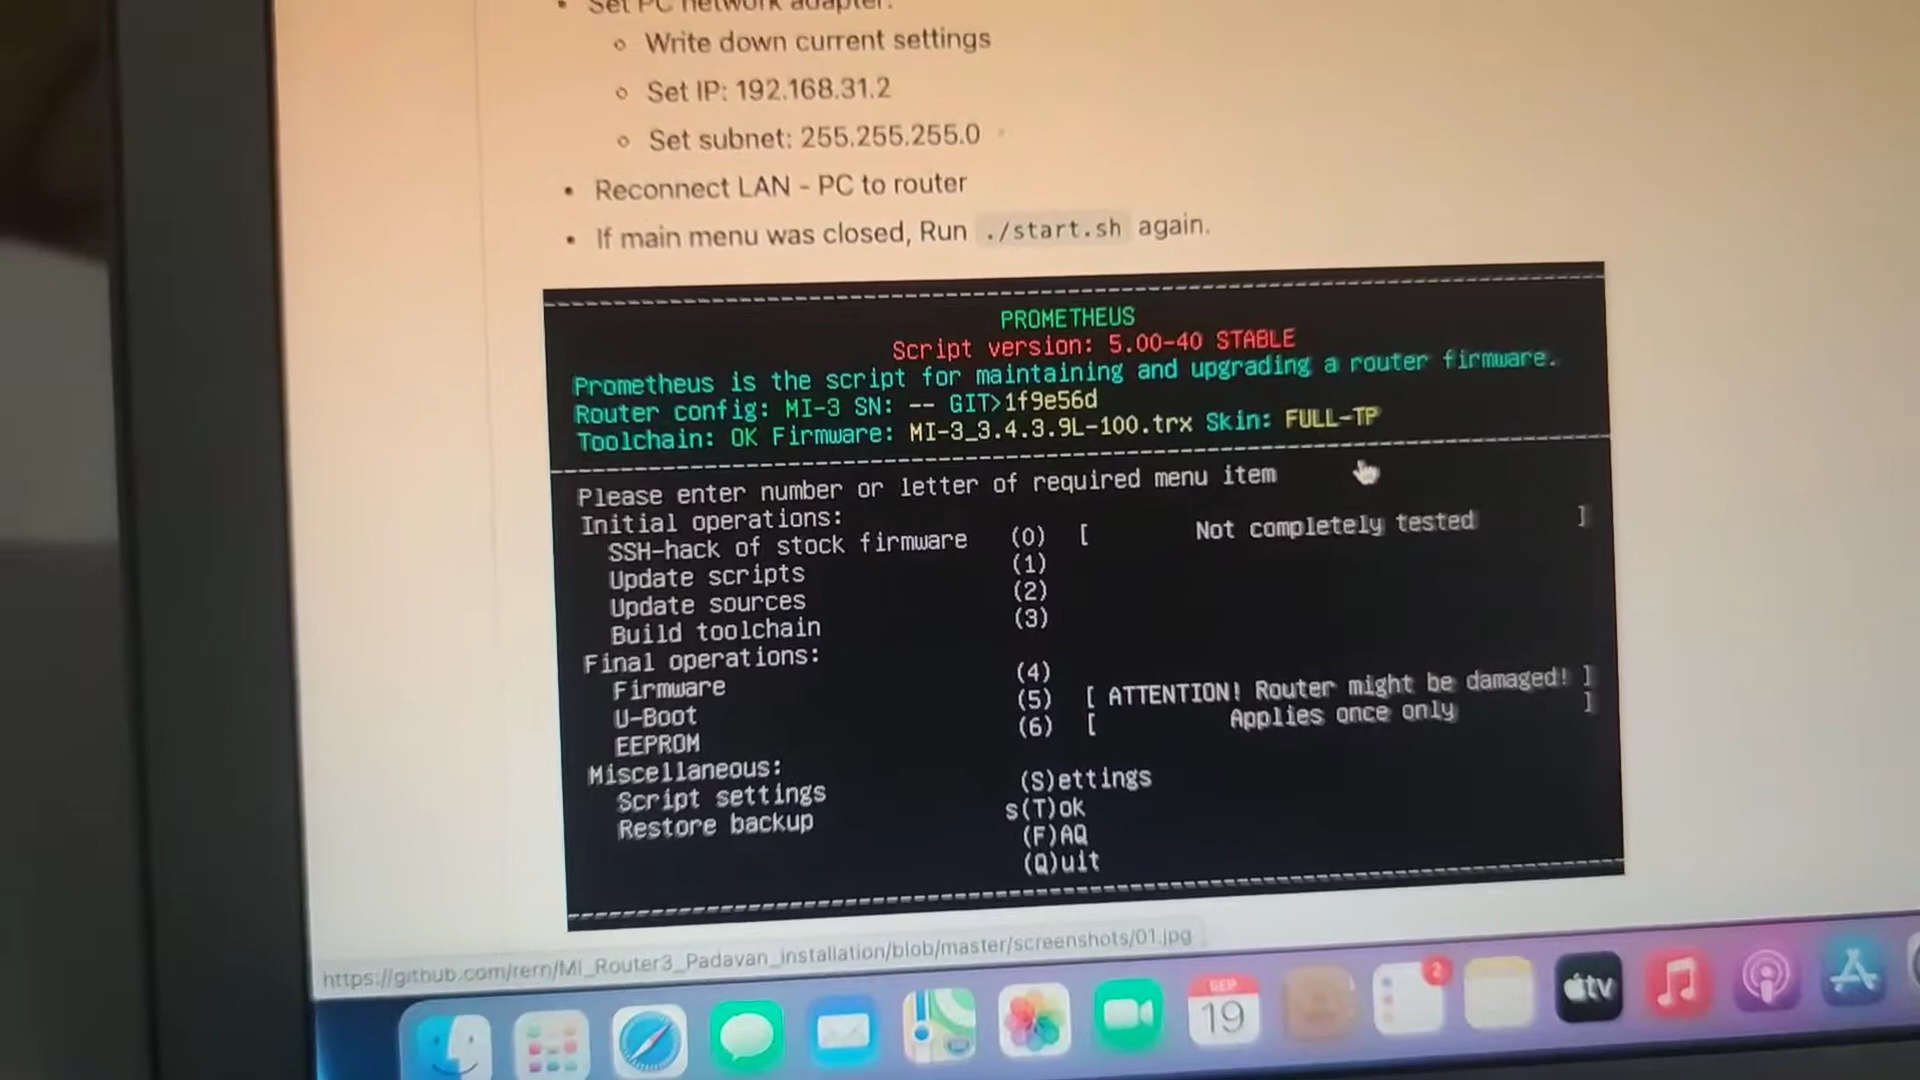 Set PC network adapter:
Write down current settings
Set IP: 192.168.31.2
Set subnet: 255.255.255.0
Reconnect LAN - PC to router
If main menu was closed, Run ./start.sh again.
PROMETHEUS
Script version: 5.00-40 STABLE
Prometheus is the script for maintaining and upgrading a router firmware.
Router config: MI-3 SN: -- GIT>1f9e56d
Toolchain: OK Firmware: MI-3_3.4.3.9L-100.trx Skin: FULL-TP
Please enter number or letter of required menu item
Initial operations:
SSH-hack of stock firmware (0) [ Not completely tested ]
Update scripts (1)
Update sources (2)
Build toolchain (3)
Final operations:
Firmware (4)
U-Boot (5) [ ATTENTION! Router might be damaged! ]
EEPROM (6) [ Applies once only ]
Miscellaneous:
Script settings (S)ettings
Restore backup s(T)ok
(F)AQ
(Q)uit
https://github.com/rern/MI_Router3_Padavan_installation/blob/master/screenshots/01.jpg
SEP
19
2
tv